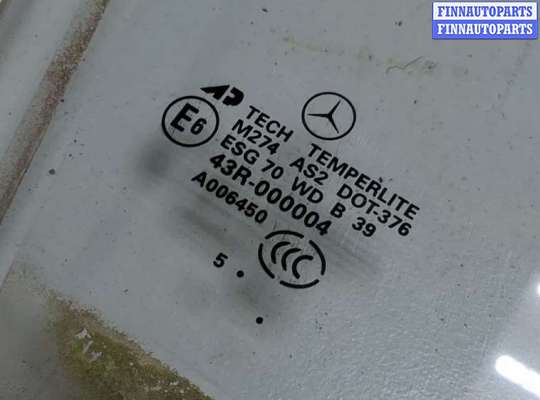 FINNAUTOPARTS
FINNAUTOPARTS.BY
AP TECH TEMPERLITE
M274 AS2 DOT-376
ESG 70 WD B 39
E6
43R-000004
A006450
CCC
5